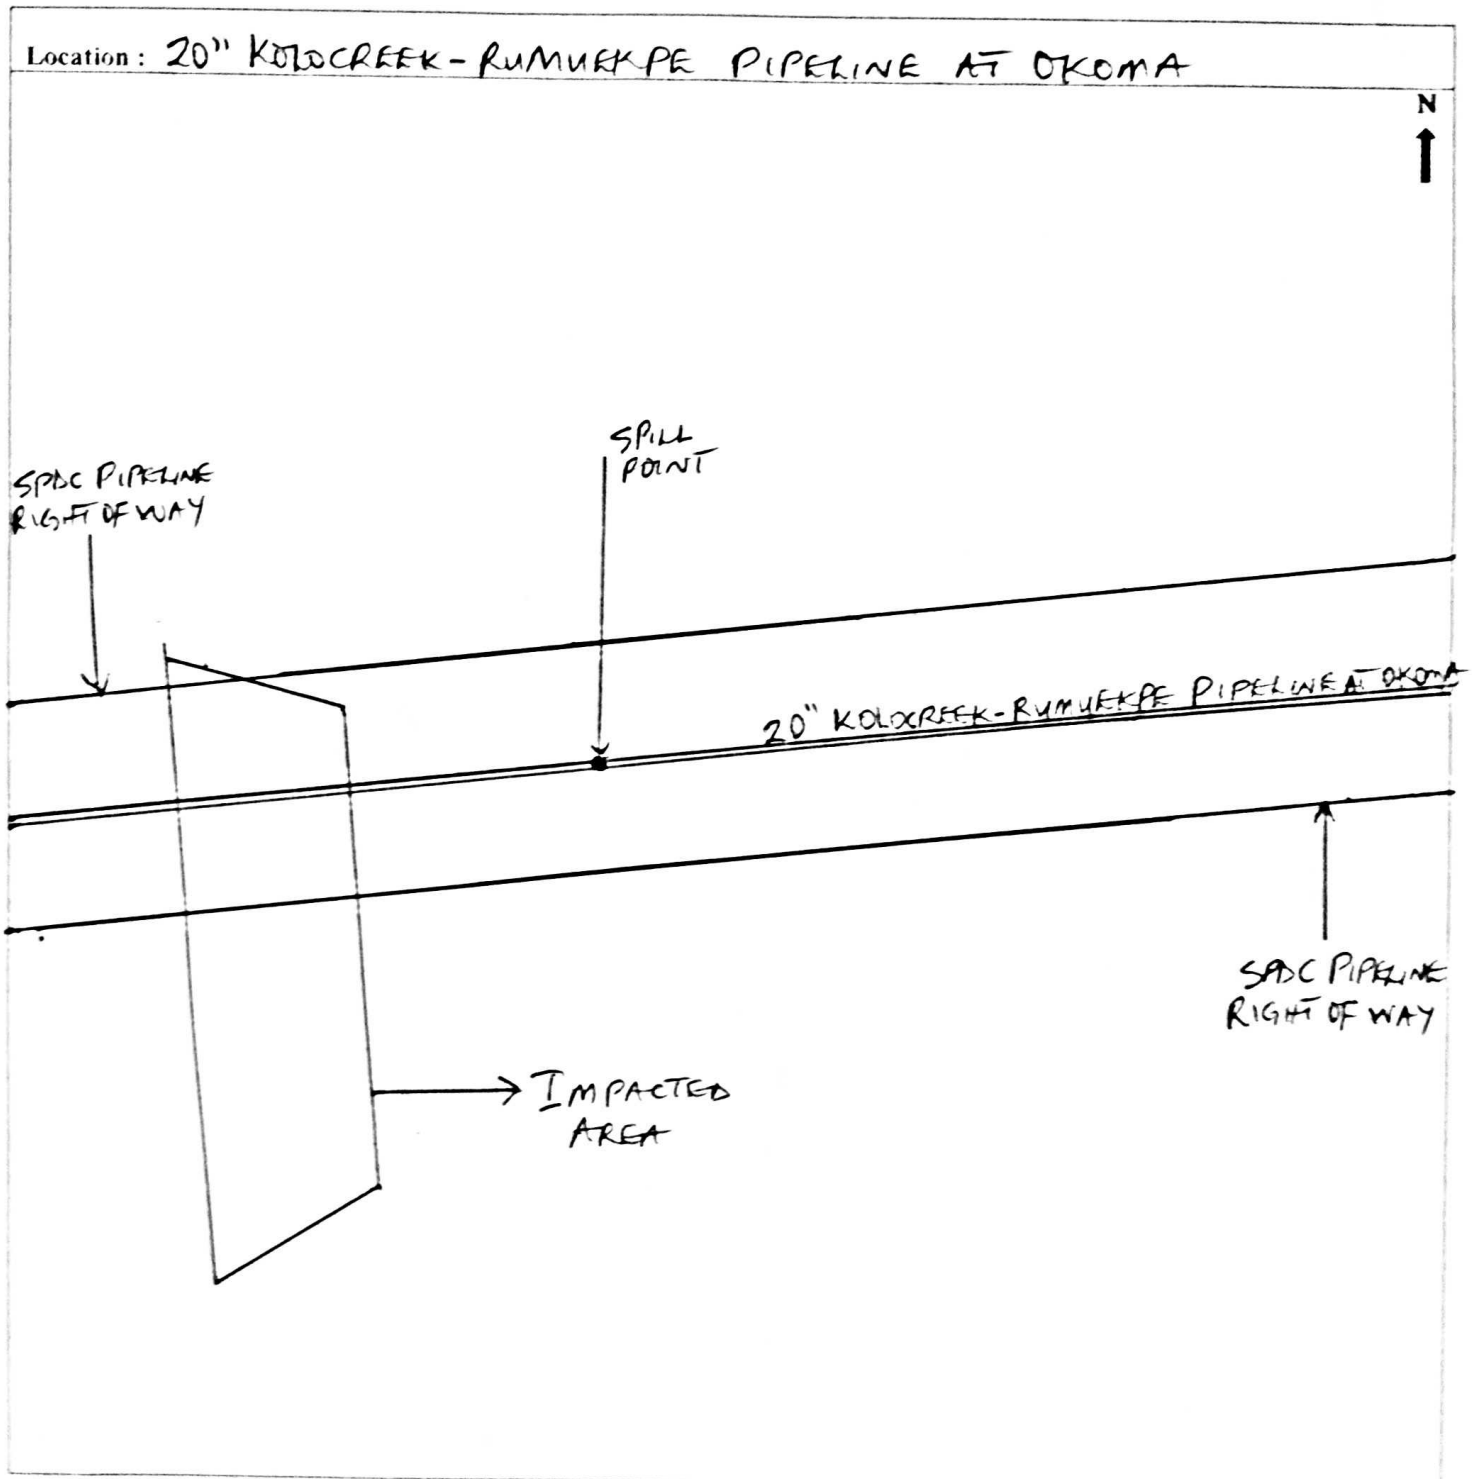 Location : 20" KOLOCREEK - RUMUEKPE PIPELINE AT OKOMA
N
SPILL
POINT
SPDC PIPELINE
RIGHT OF WAY
20" KOLOCREEK-RUMUEKPE PIPELINE AT OKOMA
SPDC PIPELINE
RIGHT OF WAY
IMPACTED
AREA